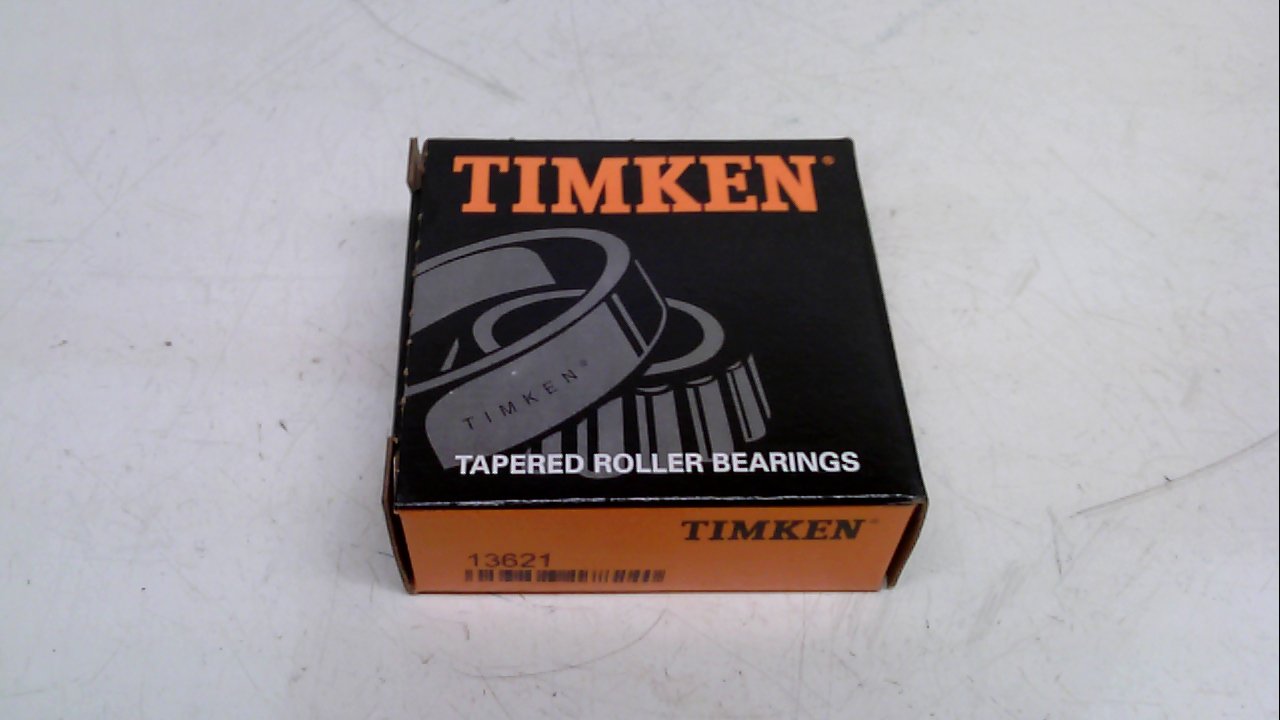 TIMKEN®
TIMKEN®
TAPERED ROLLER BEARINGS
TIMKEN
13621